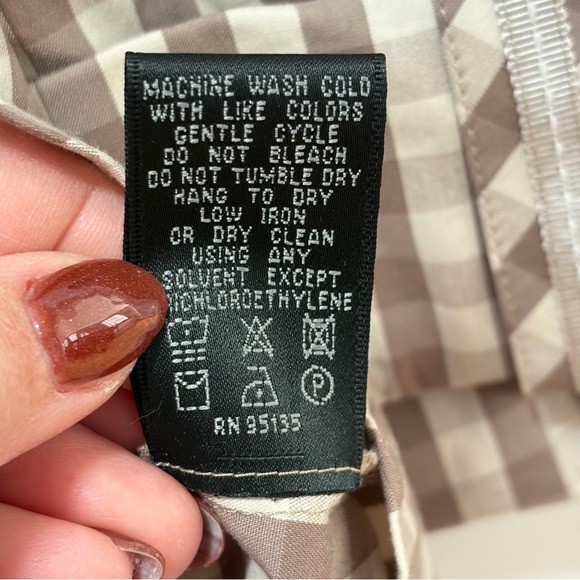 MACHINE WASH COLD
WITH LIKE COLORS
GENTLE CYCLE
DO NOT BLEACH
DO NOT TUMBLE DRY
HANG TO DRY
LOW IRON
OR DRY CLEAN
USING ANY
SOLVENT EXCEPT
RICHLOROETHYLENE
P
RN 95135